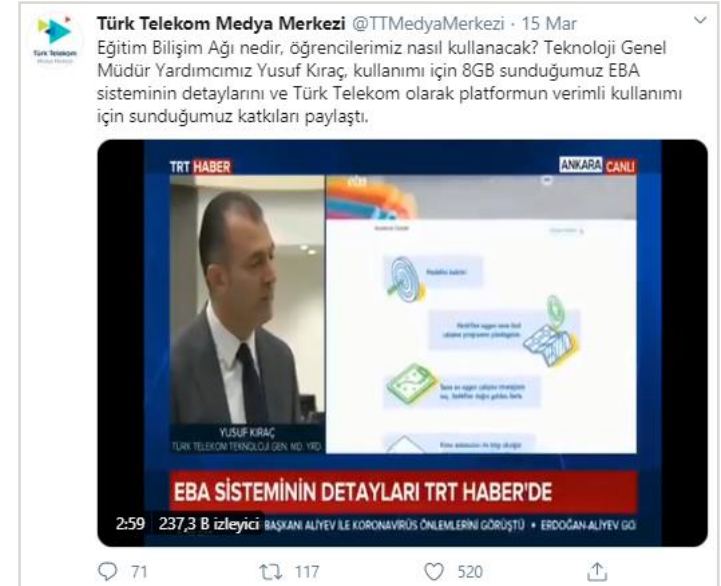 Türk Telekom Medya Merkezi @TTMedyaMerkezi · 15 Mar
Türk Telekom
Medya Merkezi
Eğitim Bilişim Ağı nedir, öğrencilerimiz nasıl kullanacak? Teknoloji Genel
Müdür Yardımcımız Yusuf Kıraç, kullanımı için 8GB sunduğumuz EBA
sisteminin detaylarını ve Türk Telekom olarak platformun verimli kullanımı
için sunduğumuz katkıları paylaştı.
TRT HABER
ANKARA CANLI
Hedefini belirle!
YUSUF KIRAÇ
TÜRK TELEKOM TEKNOLOJİ GEN. MD. YRD
EBA SİSTEMİNİN DETAYLARI TRT HABER'DE
2:59 237,3 B izleyici BAŞKANI ALİYEV İLE KORONAVİRÜS ÖNLEMLERİNİ GÖRÜŞTÜ • ERDOĞAN-ALİYEV GÖ
71 117 520